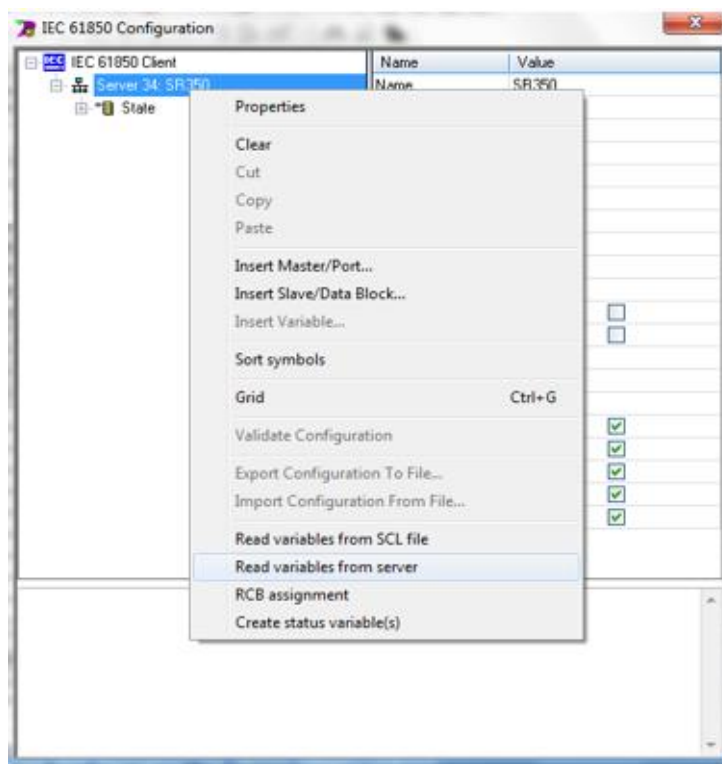 IEC 61850 Configuration
IEC 61850 Client
Name Value
Server 34: SR350
Name SR350
State
Properties
Clear
Cut
Copy
Paste
Insert Master/Port...
Insert Slave/Data Block...
Insert Variable...
Sort symbols
Grid Ctrl+G
Validate Configuration
Export Configuration To File...
Import Configuration From File...
Read variables from SCL file
Read variables from server
RCB assignment
Create status variable(s)